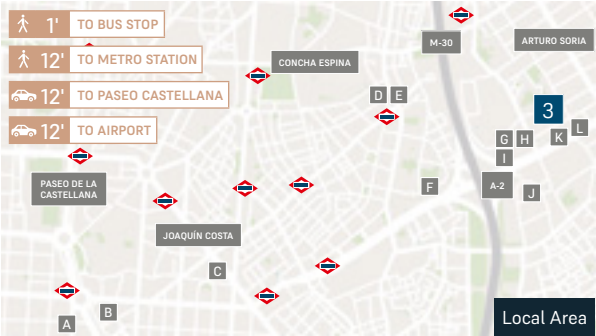 1' TO BUS STOP
12' TO METRO STATION
12' TO PASEO CASTELLANA
12' TO AIRPORT
M-30
ARTURO SORIA
CONCHA ESPINA
D E
3
G H K L
I
PASEO DE LA
CASTELLANA
F A-2 J
JOAQUÍN COSTA
C
B
A
Local Area